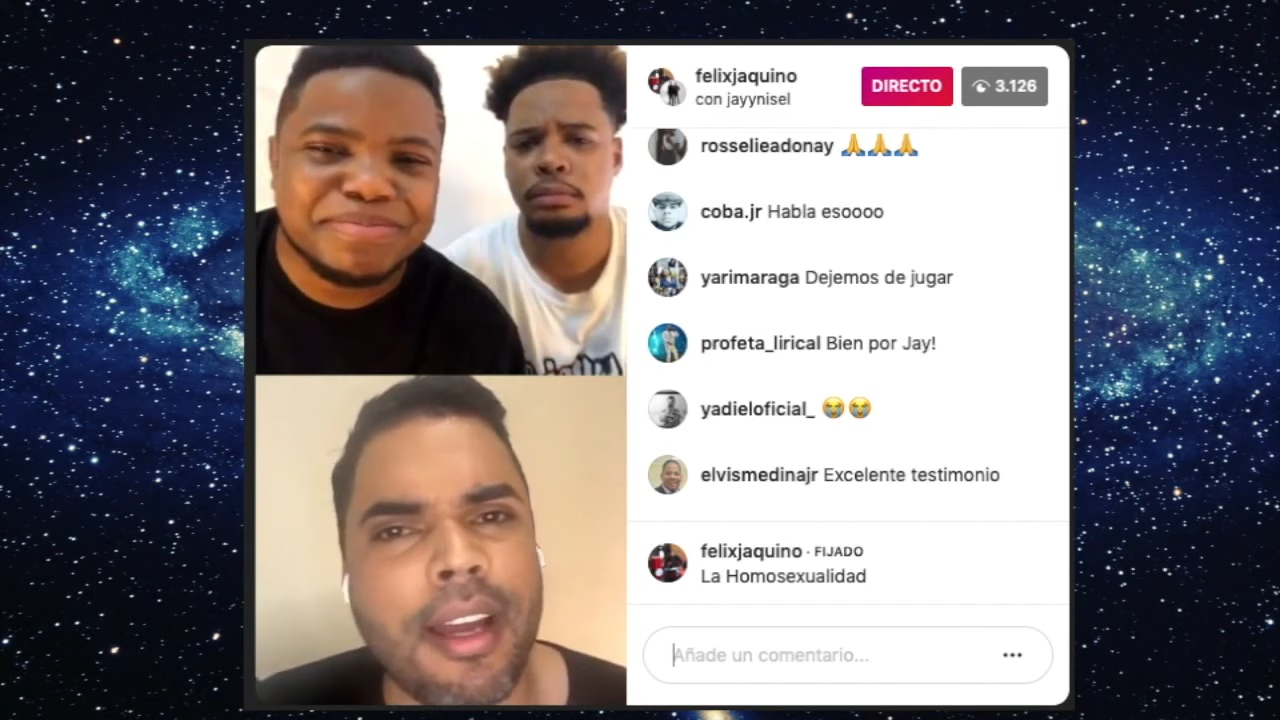 felixjaquino
con jayynisel
DIRECTO
3.126
rosselieadonay 🙏🙏🙏
coba.jr Habla esoooo
yarimaraga Dejemos de jugar
profeta_lirical Bien por Jay!
yadieloficial_ 😭😭
elvismedinajr Excelente testimonio
felixjaquino · FIJADO
La Homosexualidad
Añade un comentario...